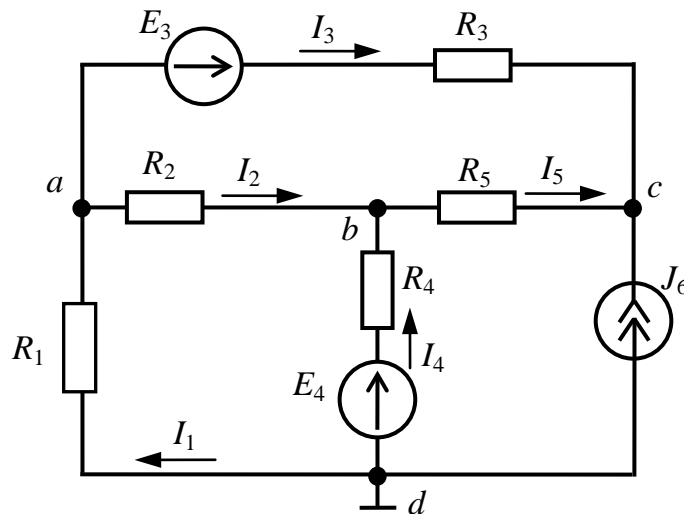 E₃ I₃ R₃
a R₂ I₂ R₅ I₅ c
b
R₄ J₆
R₁ E₄ I₄
I₁
d